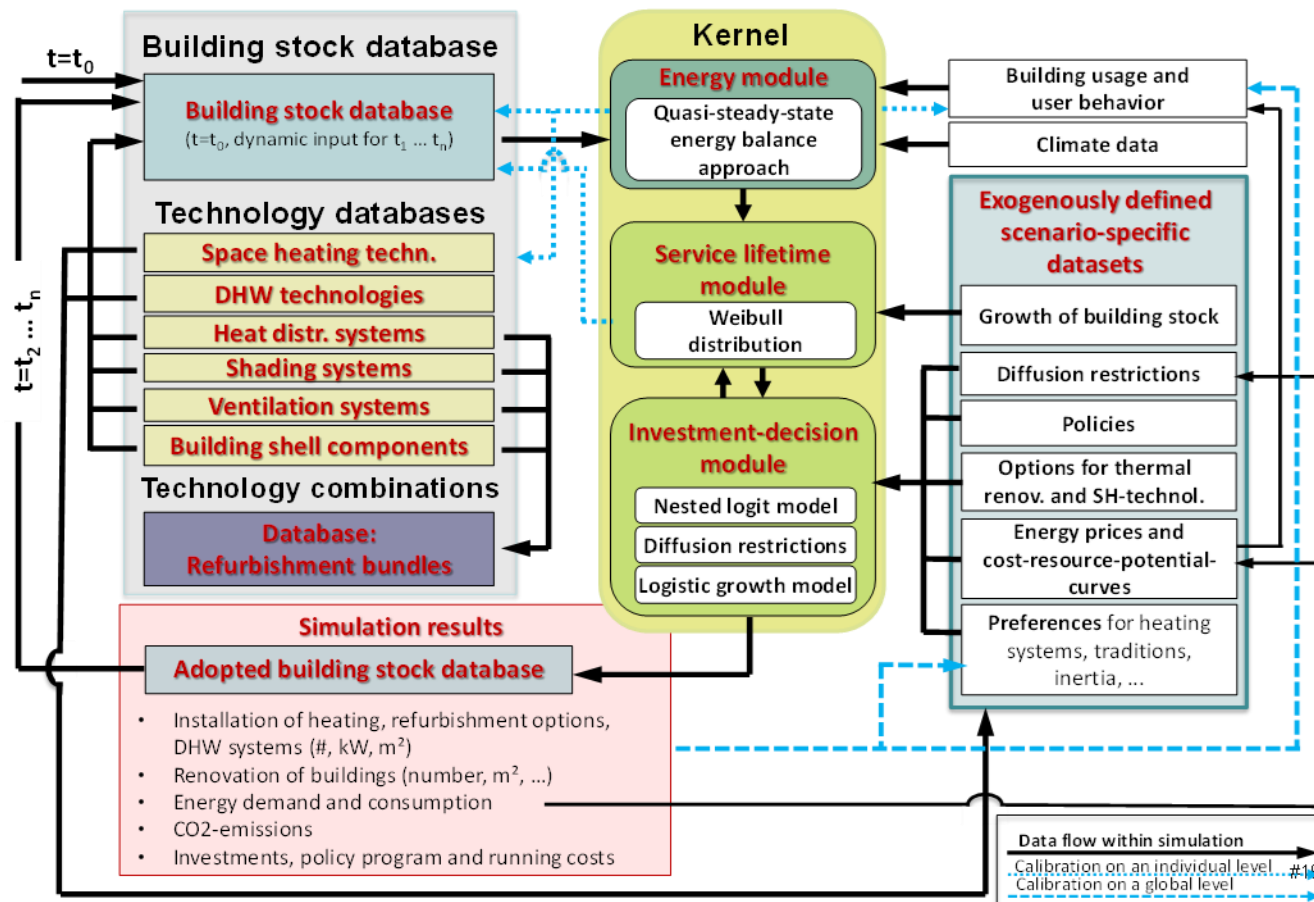 Building stock database
t=t0
Building stock database
(t=t0, dynamic input for t1 ... tn)
Technology databases
Space heating techn.
DHW technologies
Heat distr. systems
Shading systems
Ventilation systems
Building shell components
Technology combinations
Database:
Refurbishment bundles
t=t2 ... tn
Kernel
Energy module
Quasi-steady-state
energy balance
approach
Service lifetime
module
Weibull
distribution
Investment-decision
module
Nested logit model
Diffusion restrictions
Logistic growth model
Building usage and
user behavior
Climate data
Exogenously defined
scenario-specific
datasets
Growth of building stock
Diffusion restrictions
Policies
Options for thermal
renov. and SH-technol.
Energy prices and
cost-resource-potential-
curves
Preferences for heating
systems, traditions,
inertia, ...
Simulation results
Adopted building stock database
• Installation of heating, refurbishment options,
DHW systems (#, kW, m²)
• Renovation of buildings (number, m², ...)
• Energy demand and consumption
• CO2-emissions
• Investments, policy program and running costs
Data flow within simulation
Calibration on an individual level
Calibration on a global level